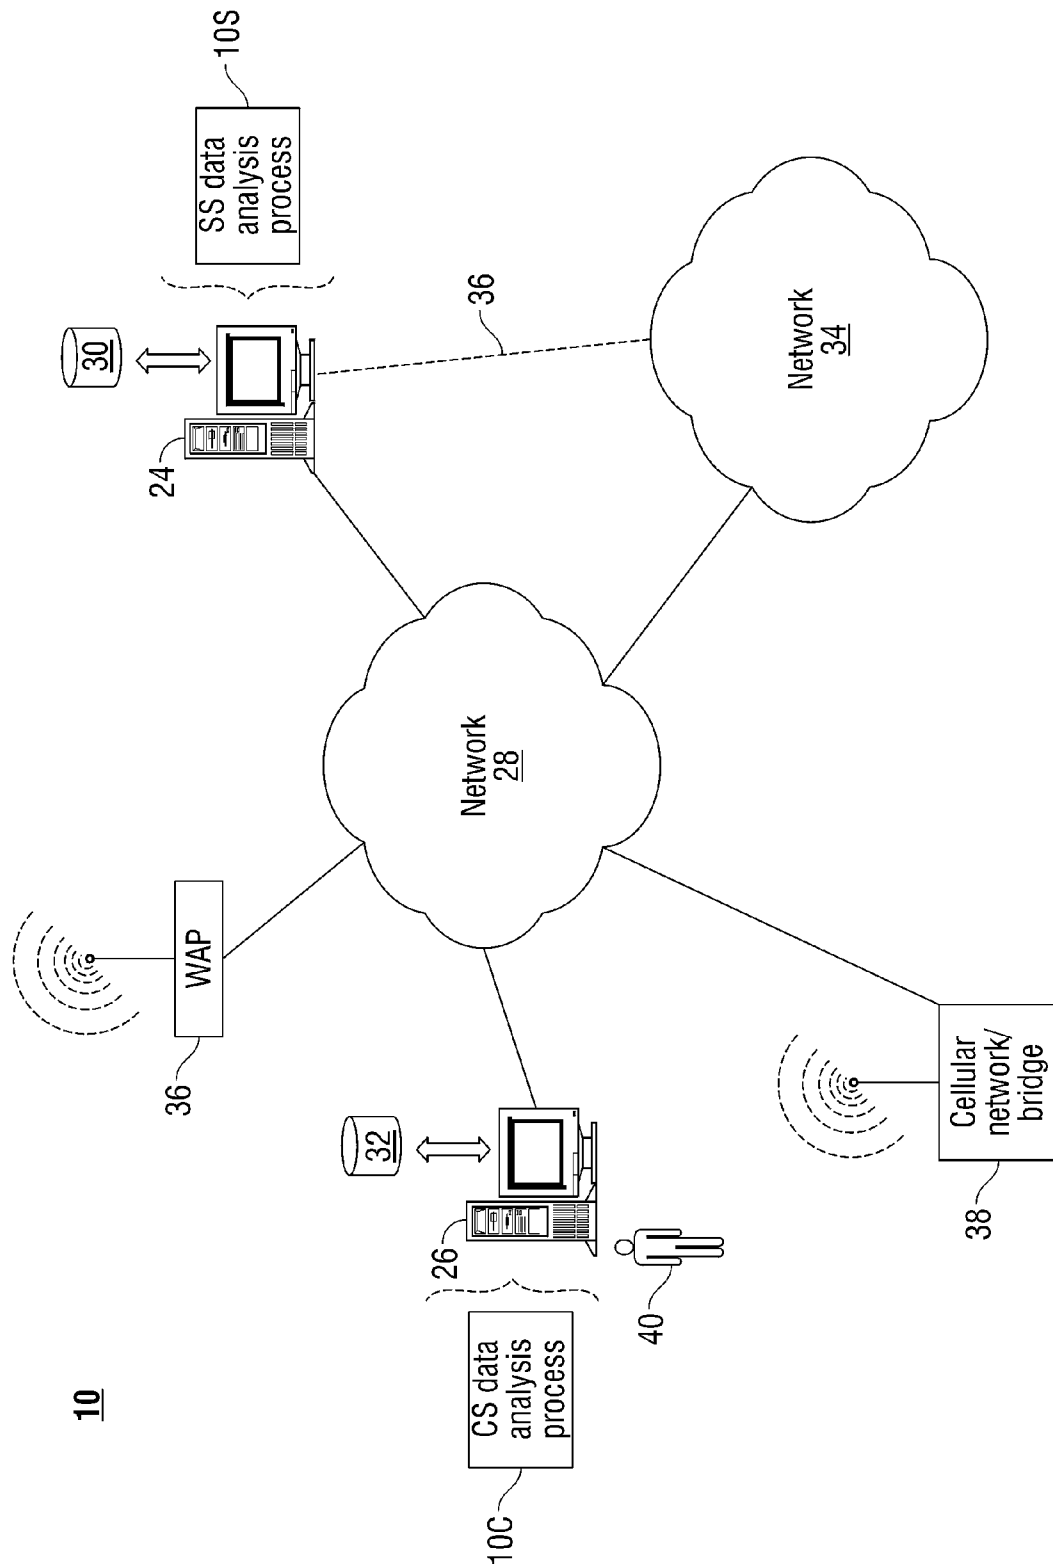 10
10S
SS data
analysis
process
30
24
36
Network
34
Network
28
WAP
36
32
26
CS data
analysis
process
10C
40
Cellular
network/
bridge
38